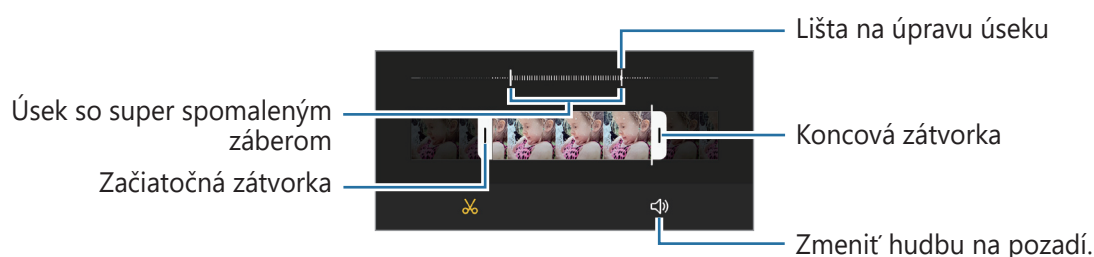 Lišta na úpravu úseku
Úsek so super spomaleným
záberom
Koncová zátvorka
Začiatočná zátvorka
Zmeniť hudbu na pozadí.